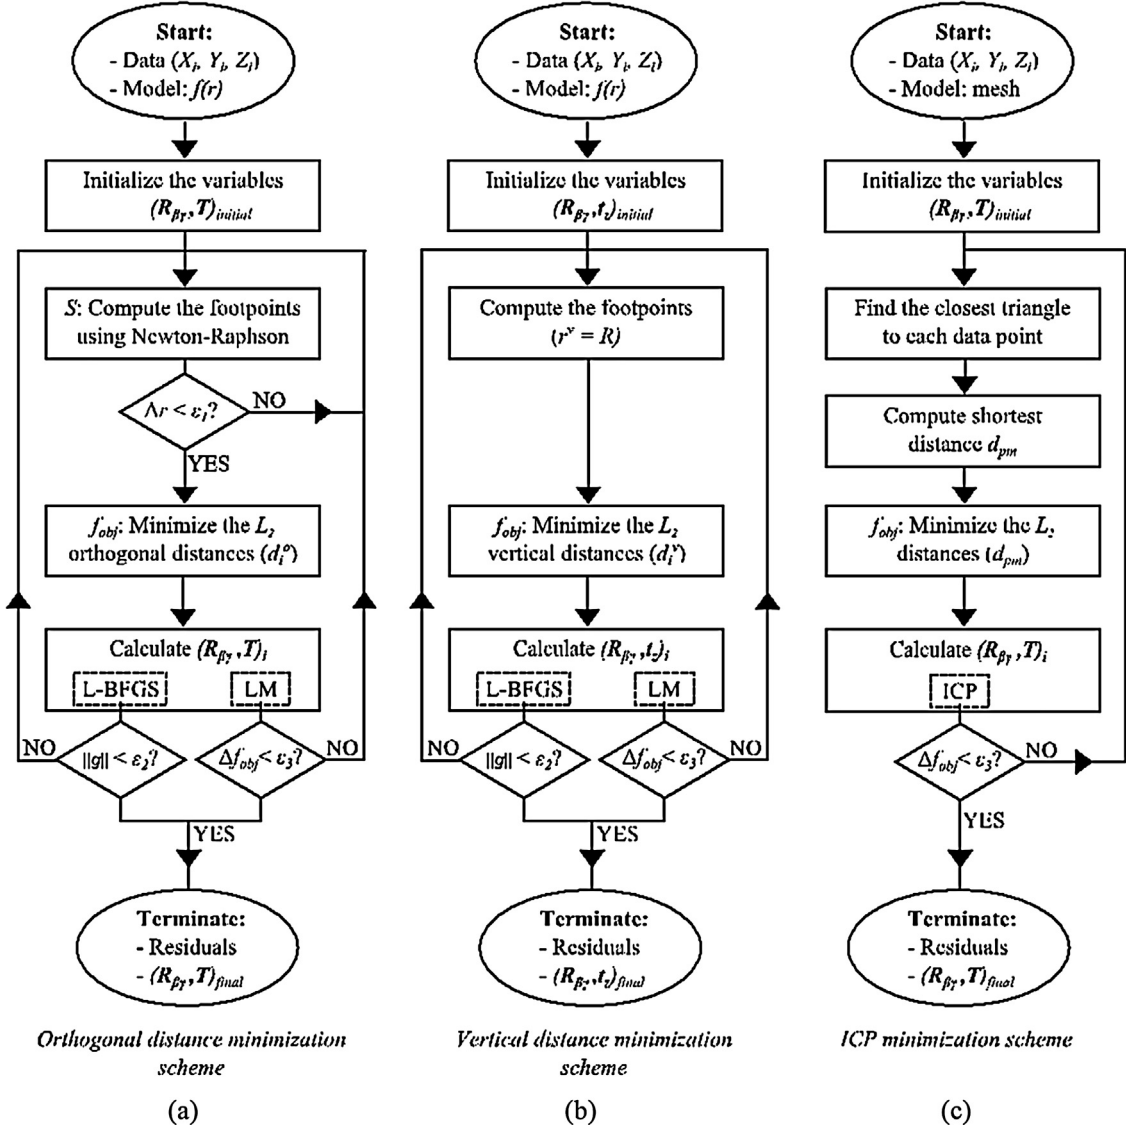 Start:
- Data (Xi, Yi, Zi)
- Model: f(r)
Initialize the variables
(Rβγ,T)initial
S: Compute the footpoints
using Newton-Raphson
Δr < ε1?
NO
YES
fobj: Minimize the L2
orthogonal distances (di^o)
Calculate (Rβγ,T)i
L-BFGS
LM
NO
||g|| < ε2?
Δfobj < ε3?
NO
YES
Terminate:
- Residuals
- (Rβγ,T)final
Orthogonal distance minimization
scheme
(a)
Start:
- Data (Xi, Yi, Zi)
- Model: f(r)
Initialize the variables
(Rβγ,tz)initial
Compute the footpoints
(r^v = R)
fobj: Minimize the L2
vertical distances (di^v)
Calculate (Rβγ,tz)i
L-BFGS
LM
NO
||g|| < ε2?
Δfobj < ε3?
NO
YES
Terminate:
- Residuals
- (Rβγ,tz)final
Vertical distance minimization
scheme
(b)
Start:
- Data (Xi, Yi, Zi)
- Model: mesh
Initialize the variables
(Rβγ,T)initial
Find the closest triangle
to each data point
Compute shortest
distance dpm
fobj: Minimize the L2
distances (dpm)
Calculate (Rβγ,T)i
ICP
Δfobj < ε3?
NO
YES
Terminate:
- Residuals
- (Rβγ,T)final
ICP minimization scheme
(c)